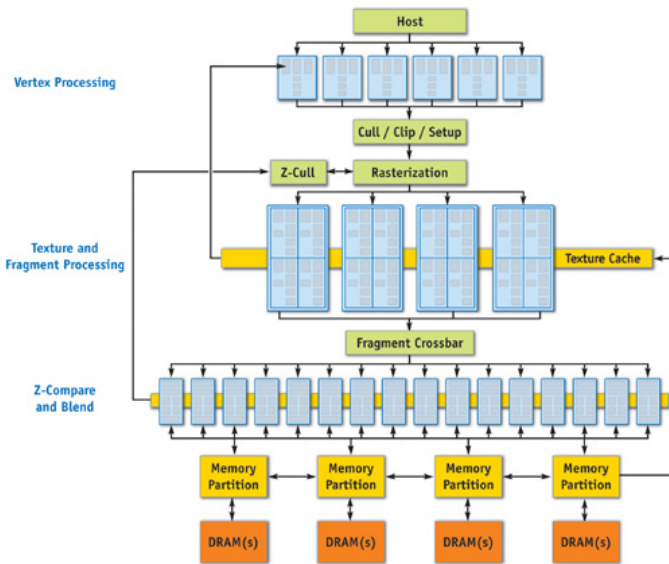 Host
Vertex Processing
Cull / Clip / Setup
Z-Cull
Rasterization
Texture and
Fragment Processing
Texture Cache
Fragment Crossbar
Z-Compare
and Blend
Memory
Partition
Memory
Partition
Memory
Partition
Memory
Partition
DRAM(s)
DRAM(s)
DRAM(s)
DRAM(s)